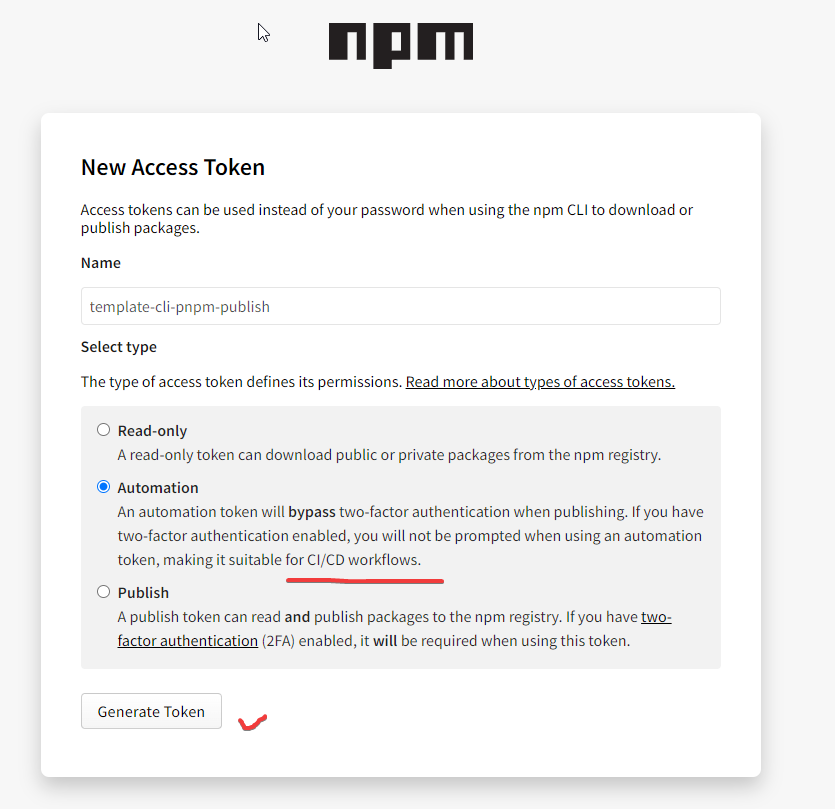 npm
New Access Token
Access tokens can be used instead of your password when using the npm CLI to download or
publish packages.
Name
template-cli-pnpm-publish
Select type
The type of access token defines its permissions. Read more about types of access tokens.
Read-only
A read-only token can download public or private packages from the npm registry.
Automation
An automation token will bypass two-factor authentication when publishing. If you have
two-factor authentication enabled, you will not be prompted when using an automation
token, making it suitable for CI/CD workflows.
Publish
A publish token can read and publish packages to the npm registry. If you have two-
factor authentication (2FA) enabled, it will be required when using this token.
Generate Token